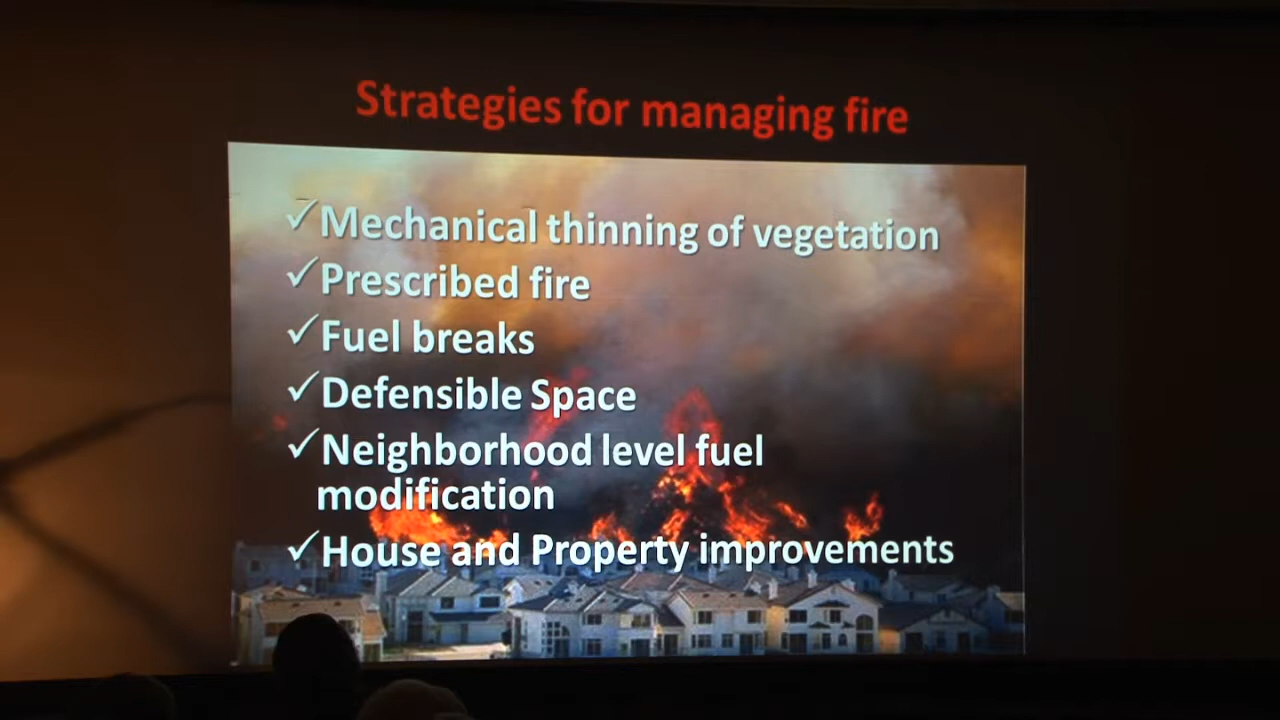 Strategies for managing fire
✓Mechanical thinning of vegetation
✓Prescribed fire
✓Fuel breaks
✓Defensible Space
✓Neighborhood level fuel
modification
✓House and Property improvements